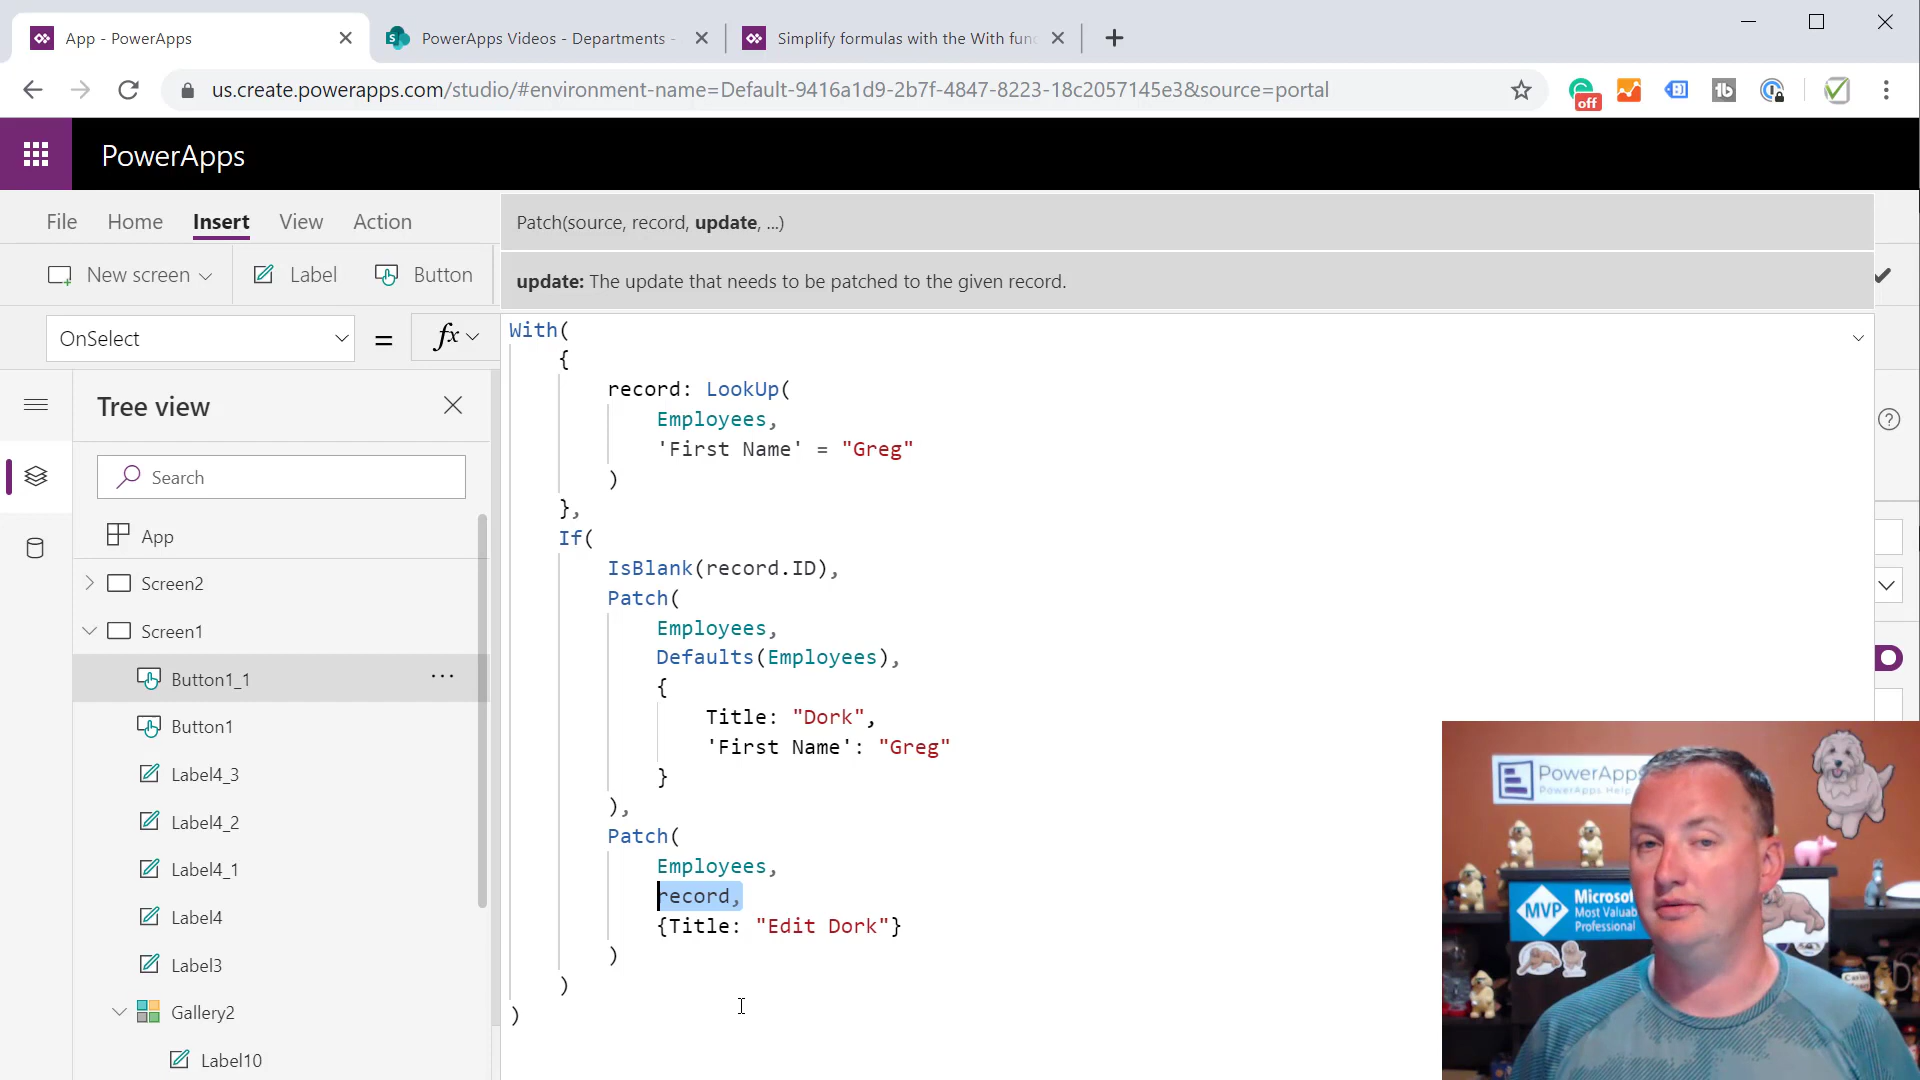 App - PowerApps
PowerApps Videos - Departments -
Simplify formulas with the With func
us.create.powerapps.com/studio/#environment-name=Default-9416a1d9-2b7f-4847-8223-18c2057145e3&source=portal
off
PowerApps
File Home Insert View Action
Patch(source, record, update, ...)
New screen Label Button
update: The update that needs to be patched to the given record.
OnSelect = fx
With(
{
record: LookUp(
Employees,
'First Name' = "Greg"
)
},
If(
IsBlank(record.ID),
Patch(
Employees,
Defaults(Employees),
{
Title: "Dork",
'First Name': "Greg"
}
),
Patch(
Employees,
record,
{Title: "Edit Dork"}
)
)
)
Tree view
Search
App
Screen2
Screen1
Button1_1 ...
Button1
Label4_3
Label4_2
Label4_1
Label4
Label3
Gallery2
Label10
PowerApps
PowerApps Help
MVP
Microsof
Most Valuab
Professional